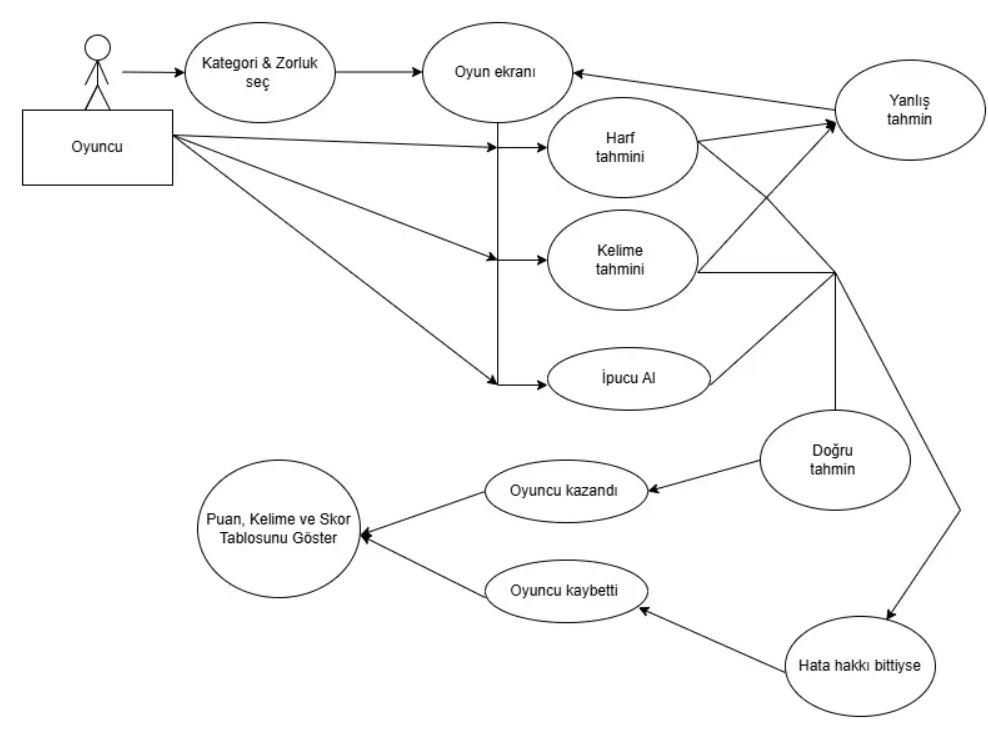 Kategori & Zorluk
seç
Oyun ekranı
Yanlış
tahmin
Oyuncu
Harf
tahmini
Kelime
tahmini
İpucu Al
Doğru
tahmin
Oyuncu kazandı
Puan, Kelime ve Skor
Tablosunu Göster
Oyuncu kaybetti
Hata hakkı bittiyse